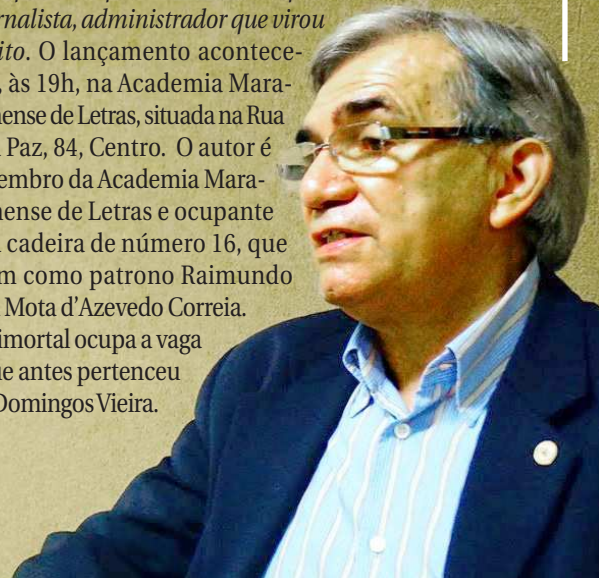 rnalista, administrador que virou
ito. O lançamento acontece-
, às 19h, na Academia Mara-
nense de Letras, situada na Rua
Paz, 84, Centro. O autor é
embro da Academia Mara-
nense de Letras e ocupante
cadeira de número 16, que
m como patrono Raimundo
Mota d'Azevedo Correia.
imortal ocupa a vaga
ue antes pertenceu
Domingos Vieira.